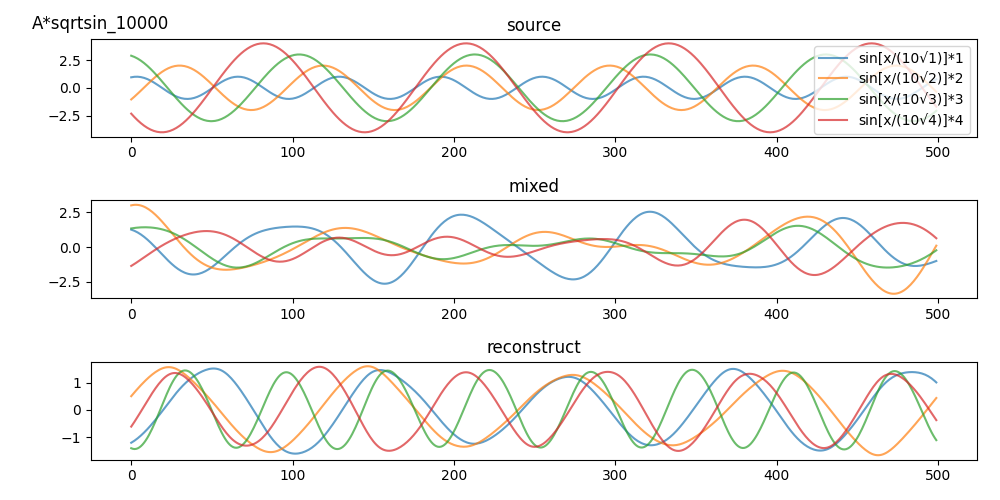 A*sqrtsin_10000
source
2.5
0.0
−2.5
sin[x/(10√1)]*1
sin[x/(10√2)]*2
sin[x/(10√3)]*3
sin[x/(10√4)]*4
0 100 200 300 400 500
mixed
2.5
0.0
−2.5
0 100 200 300 400 500
reconstruct
1
0
−1
0 100 200 300 400 500